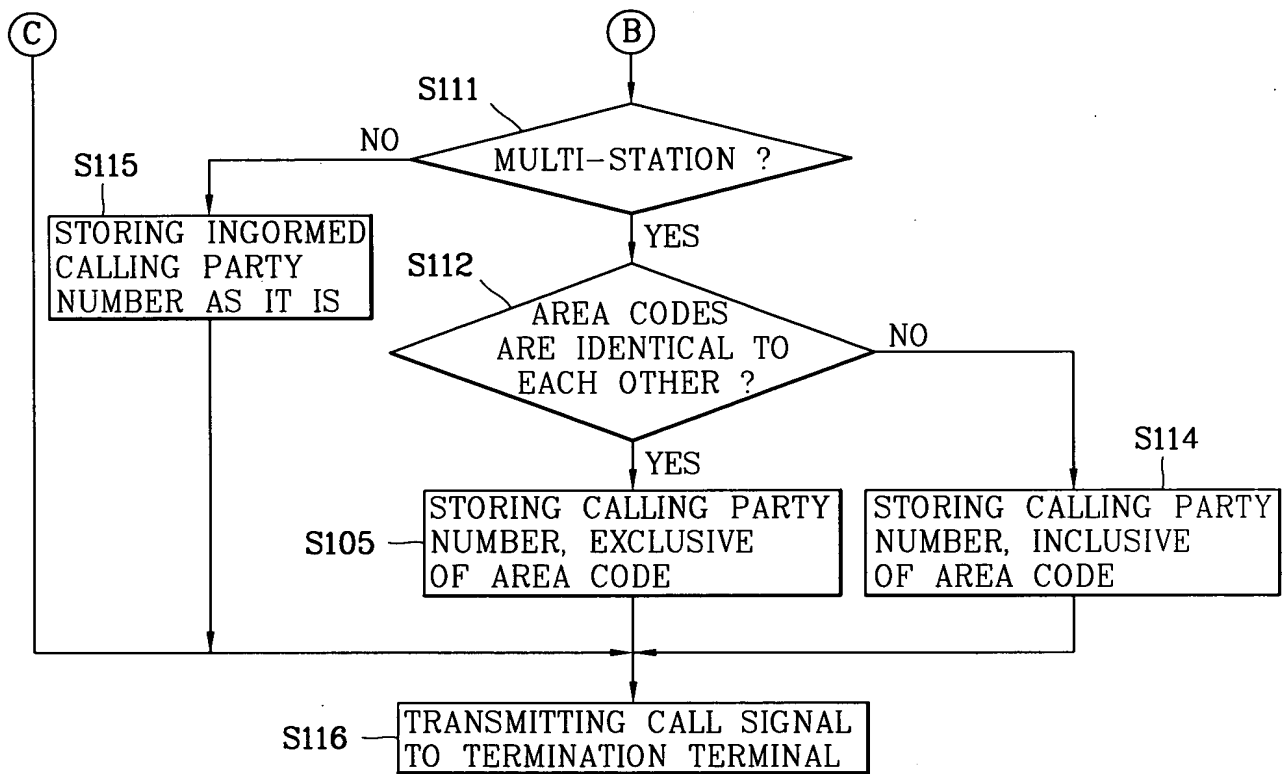 C
B
S111
NO
MULTI-STATION ?
S115
STORING INGORMED
CALLING PARTY
NUMBER AS IT IS
YES
S112
AREA CODES
ARE IDENTICAL TO
EACH OTHER ?
NO
YES
S114
S105
STORING CALLING PARTY
NUMBER, EXCLUSIVE
OF AREA CODE
STORING CALLING PARTY
NUMBER, INCLUSIVE
OF AREA CODE
S116
TRANSMITTING CALL SIGNAL
TO TERMINATION TERMINAL